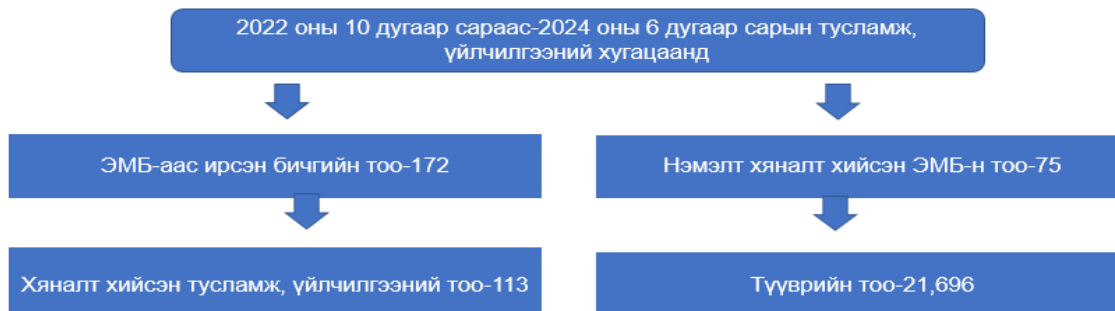 2022 оны 10 дугаар сараас-2024 оны 6 дугаар сарын тусламж,
үйлчилгээний хугацаанд
ЭМБ-аас ирсэн бичгийн тоо-172
Нэмэлт хяналт хийсэн ЭМБ-н тоо-75
Хяналт хийсэн тусламж, үйлчилгээний тоо-113
Түүврийн тоо-21,696